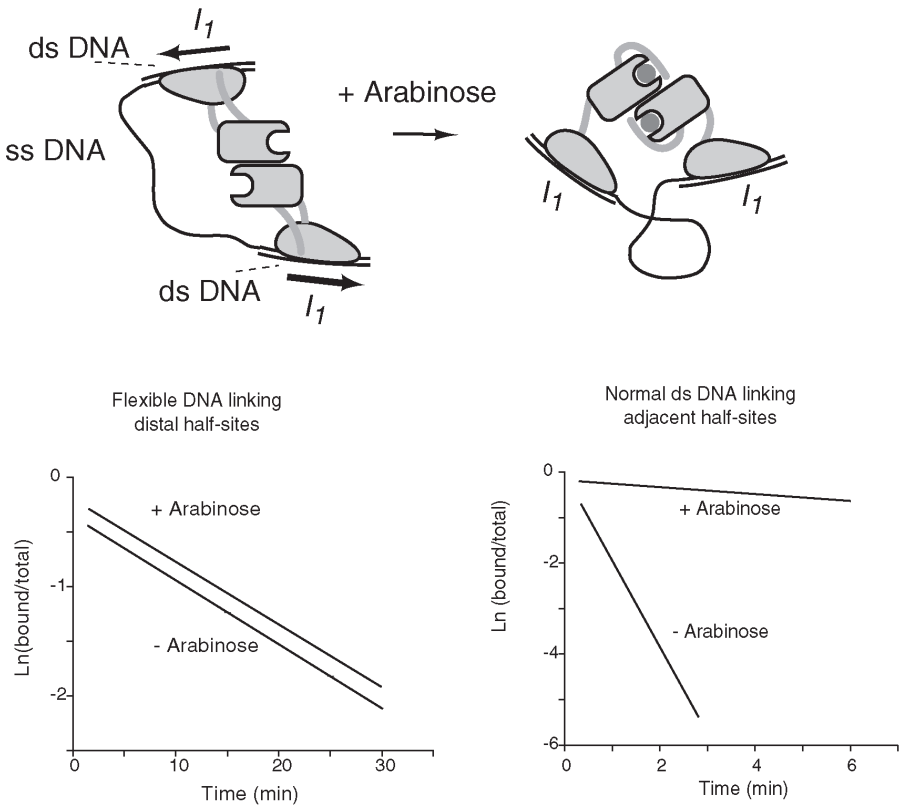 I1
ds DNA
ss DNA
ds DNA
I1
+ Arabinose
I1
I1
Flexible DNA linking
distal half-sites
0
-1
-2
Ln(bound/total)
+ Arabinose
- Arabinose
0
10
20
30
Time (min)
Normal ds DNA linking
adjacent half-sites
0
-2
-4
-6
Ln (bound/total)
+ Arabinose
- Arabinose
0
2
4
6
Time (min)